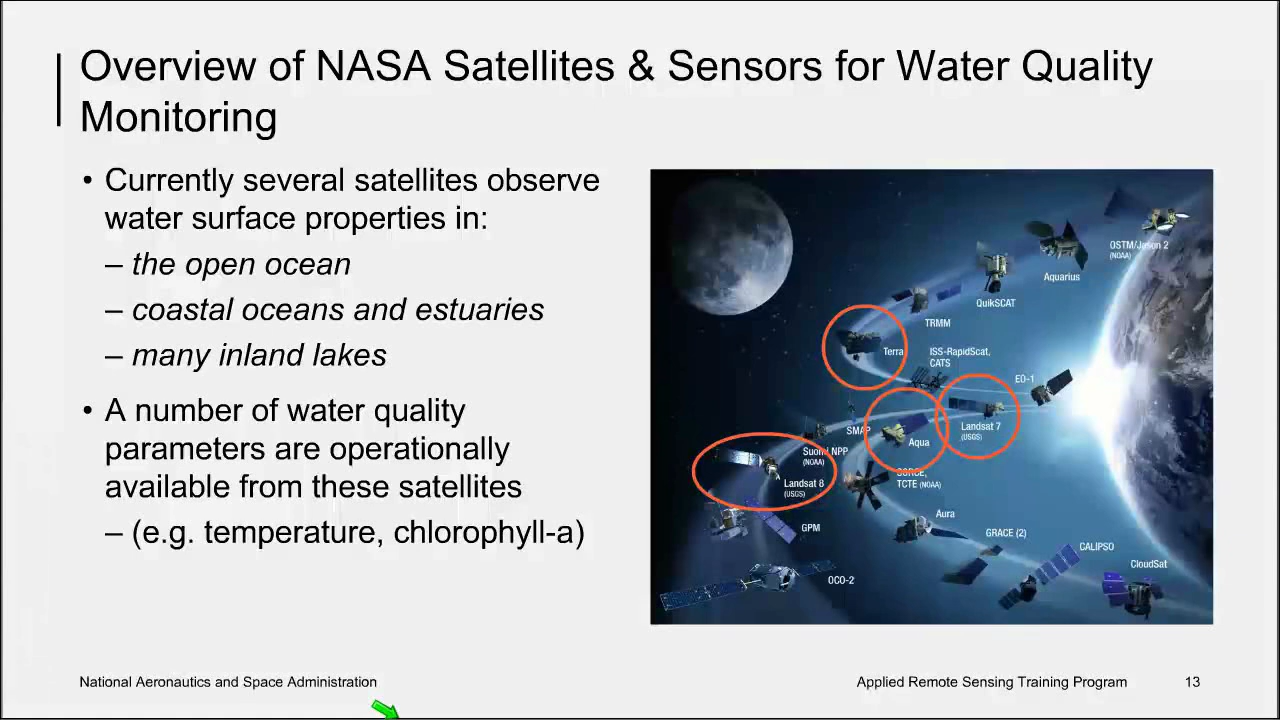 Overview of NASA Satellites & Sensors for Water Quality
Monitoring
• Currently several satellites observe
water surface properties in:
– the open ocean
– coastal oceans and estuaries
– many inland lakes
• A number of water quality
parameters are operationally
available from these satellites
– (e.g. temperature, chlorophyll-a)
OSTM/Jason 2
(NOAA)
Aquarius
QuikSCAT
TRMM
Terra
ISS-RapidScat,
CATS
EO-1
Landsat 7
(USGS)
SMAP
Aqua
Suomi NPP
(NOAA)
Landsat 8
(USGS)
SORCE,
TCTE (NOAA)
GPM
Aura
GRACE (2)
CALIPSO
CloudSat
OCO-2
National Aeronautics and Space Administration
Applied Remote Sensing Training Program
13